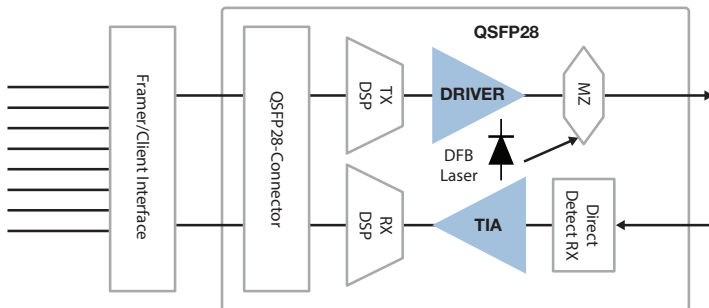 QSFP28
Framer/Client Interface
QSFP28-Connector
TX
DSP
DRIVER
MZ
DFB
Laser
RX
DSP
TIA
Direct
Detect RX